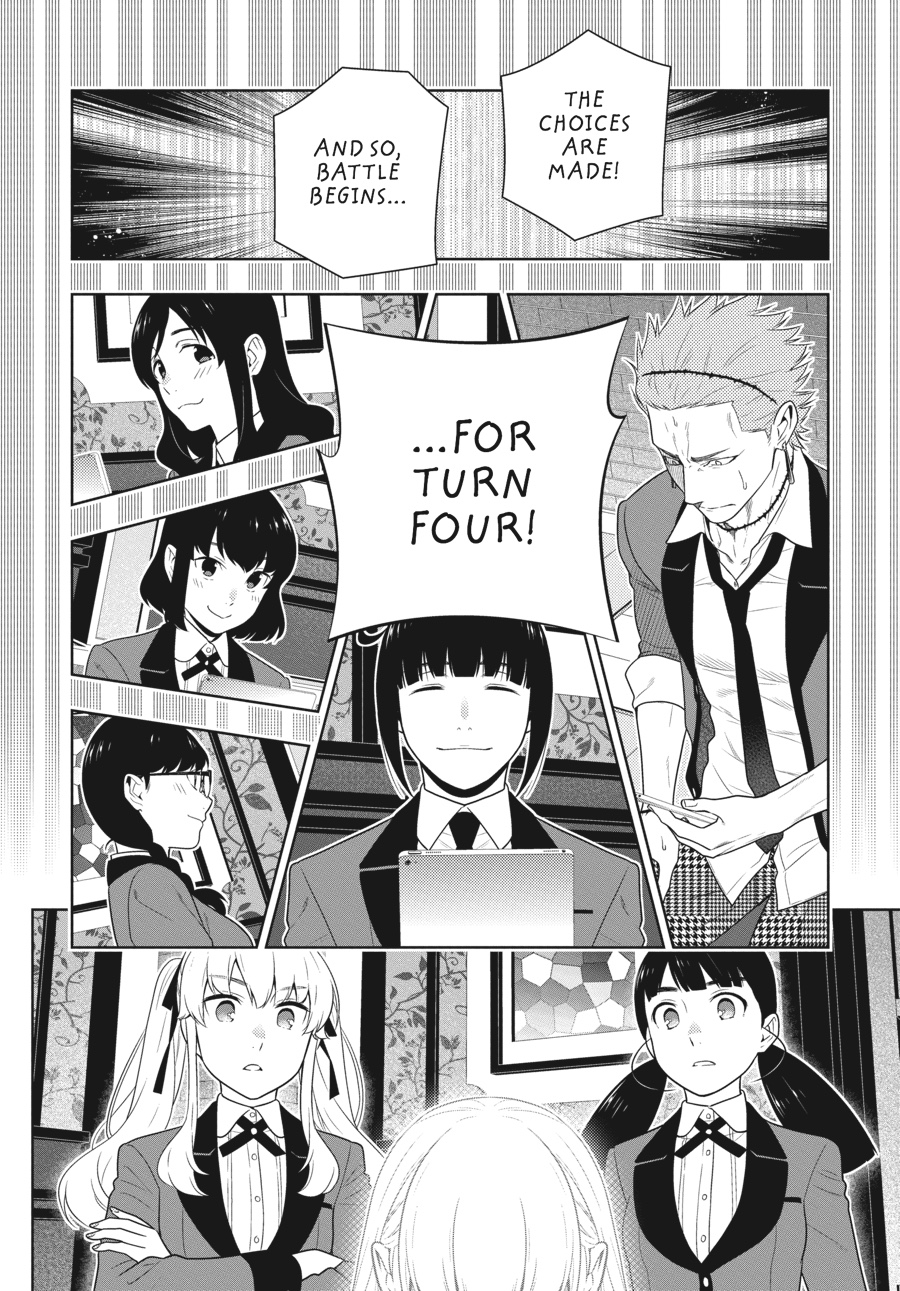 THE
CHOICES
ARE
MADE!
AND SO,
BATTLE
BEGINS...
...FOR
TURN
FOUR!